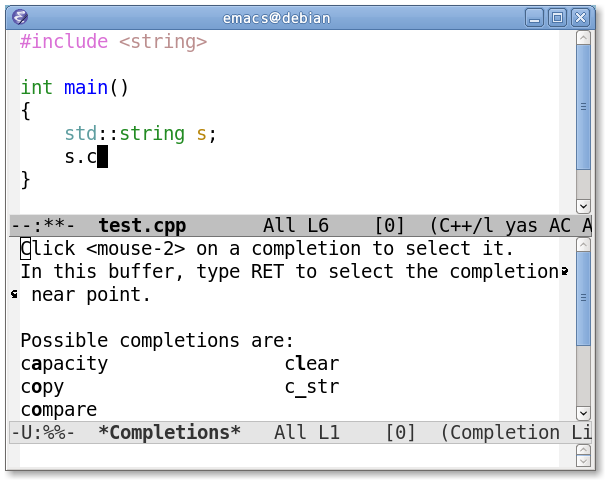 emacs@debian
#include <string>
int main()
{
    std::string s;
    s.c
}
--:**-  test.cpp       All L6    [0]  (C++/l yas AC A
Click <mouse-2> on a completion to select it.
In this buffer, type RET to select the completion
 near point.
Possible completions are:
capacity                clear
copy                    c_str
compare
-U:%%-  *Completions*   All L1    [0]  (Completion Li